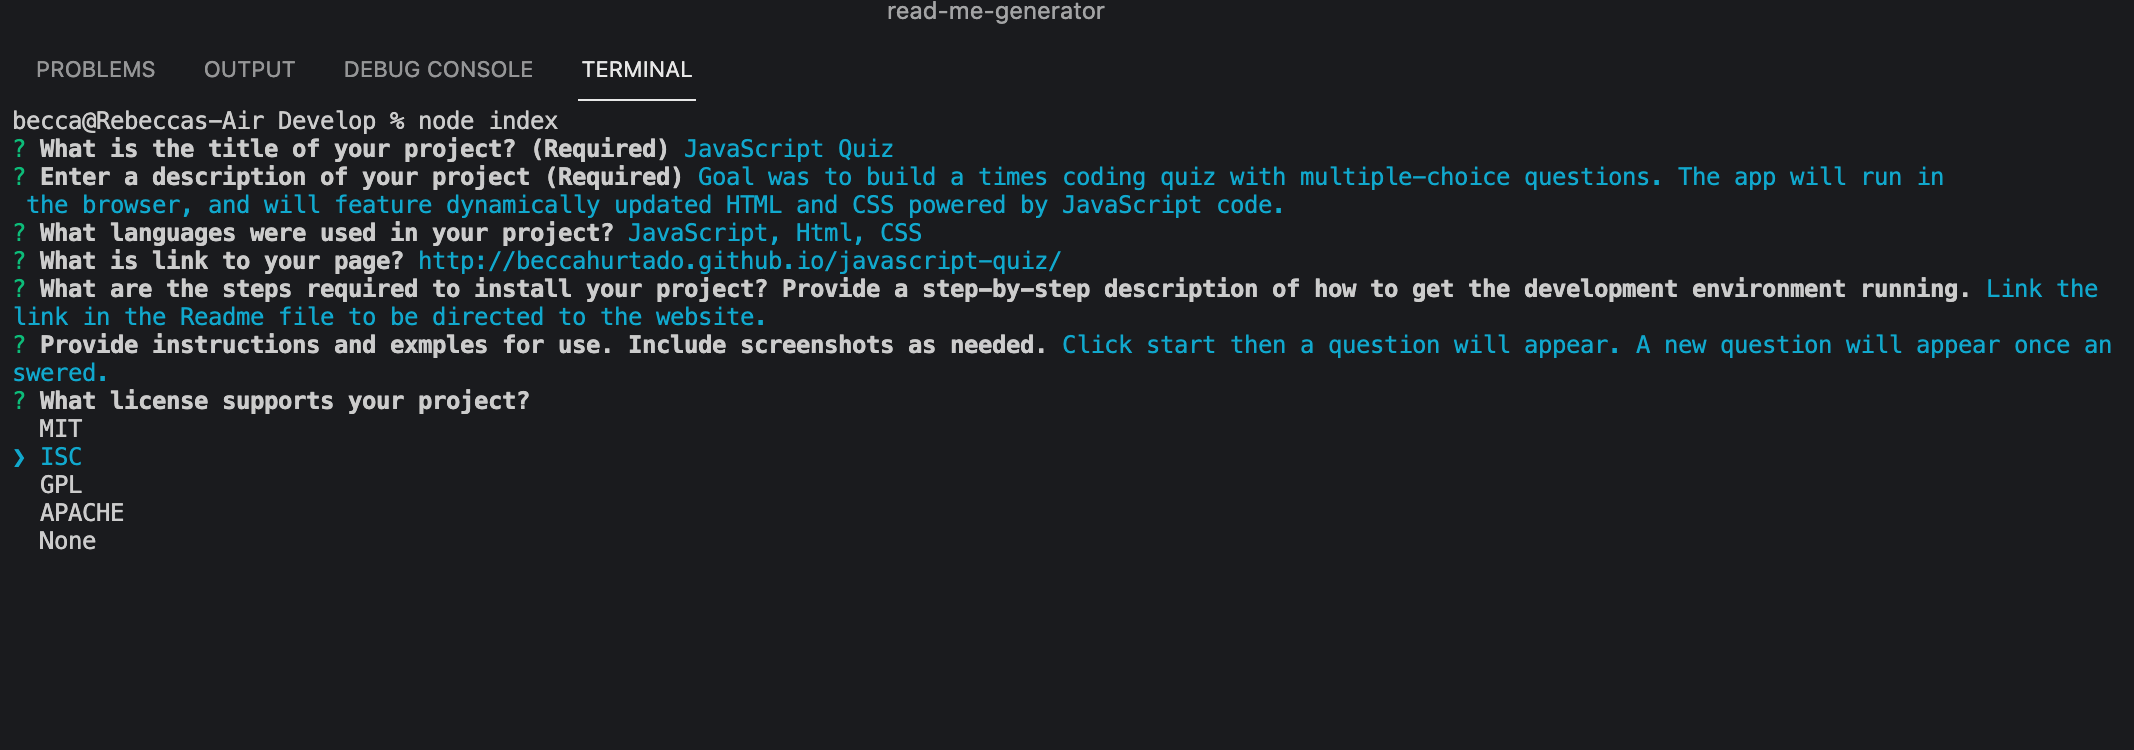 read-me-generator
PROBLEMS OUTPUT DEBUG CONSOLE TERMINAL
becca@Rebeccas-Air Develop % node index
? What is the title of your project? (Required) JavaScript Quiz
? Enter a description of your project (Required) Goal was to build a times coding quiz with multiple-choice questions. The app will run in
the browser, and will feature dynamically updated HTML and CSS powered by JavaScript code.
? What languages were used in your project? JavaScript, Html, CSS
? What is link to your page? http://beccahurtado.github.io/javascript-quiz/
? What are the steps required to install your project? Provide a step-by-step description of how to get the development environment running. Link the
link in the Readme file to be directed to the website.
? Provide instructions and exmples for use. Include screenshots as needed. Click start then a question will appear. A new question will appear once an
swered.
? What license supports your project?
MIT
❯ ISC
GPL
APACHE
None